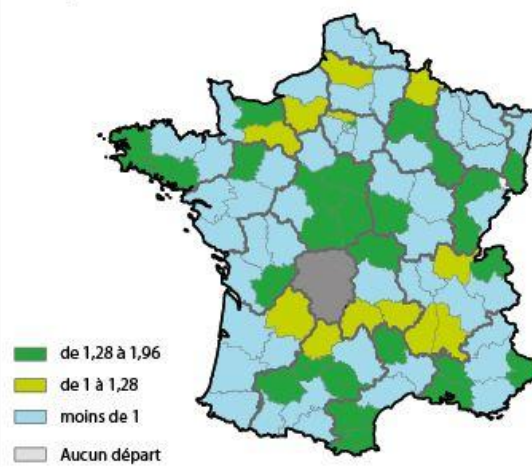 de 1,28 à 1,96
de 1 à 1,28
moins de 1
Aucun départ